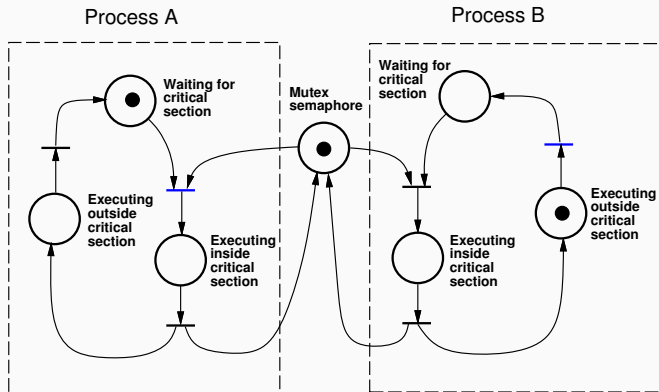 Process A
Process B
Waiting for
critical
section
Mutex
semaphore
Waiting for
critical
section
Executing
outside
critical
section
Executing
inside
critical
section
Executing
inside
critical
section
Executing
outside
critical
section